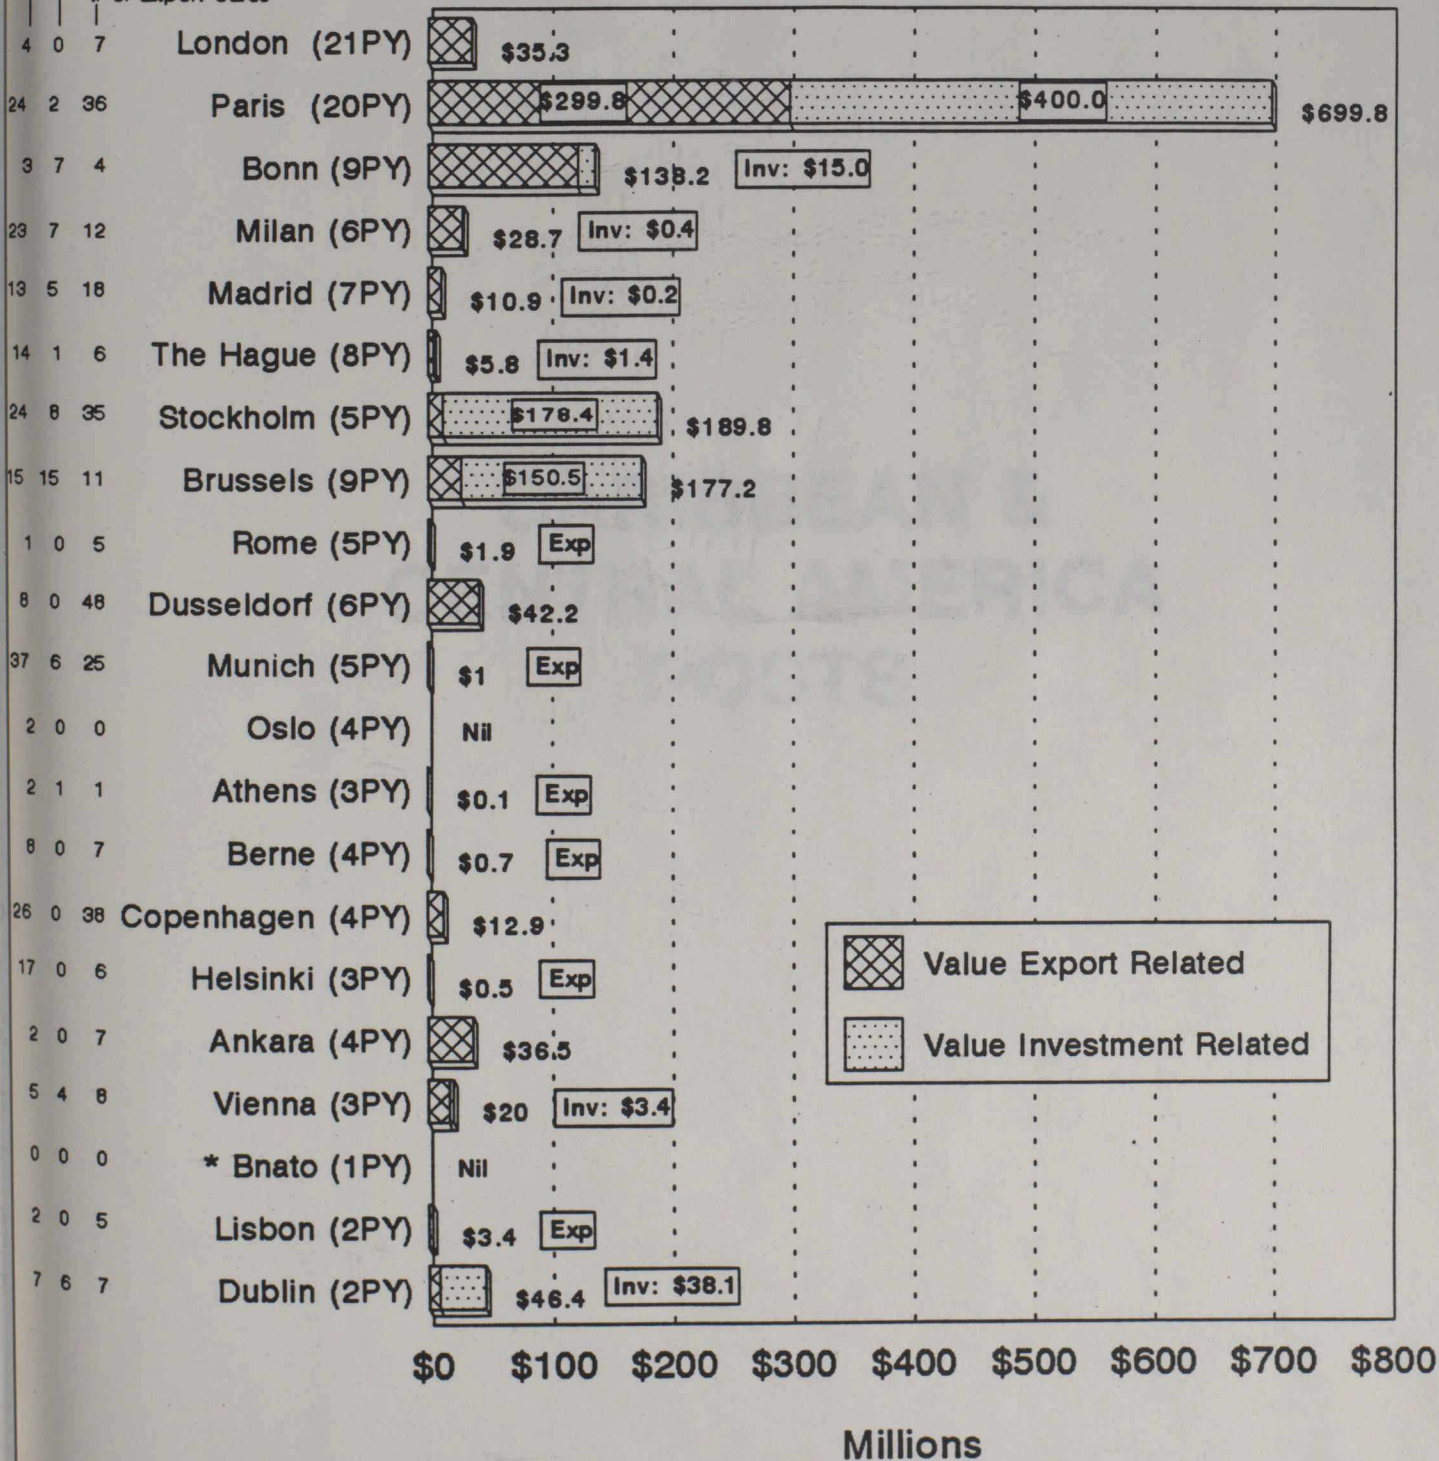 of Export Sales
4 0 7 London (21PY) $35.3
24 2 36 Paris (20PY) $299.8 $400.0 $699.8
3 7 4 Bonn (9PY) $138.2 Inv: $15.0
23 7 12 Milan (6PY) $28.7 Inv: $0.4
13 5 18 Madrid (7PY) $10.9 Inv: $0.2
14 1 6 The Hague (8PY) $5.8 Inv: $1.4
24 8 35 Stockholm (5PY) $178.4 $189.8
15 15 11 Brussels (9PY) $150.5 $177.2
1 0 5 Rome (5PY) $1.9 Exp
8 0 48 Dusseldorf (6PY) $42.2
37 6 25 Munich (5PY) $1 Exp
2 0 0 Oslo (4PY) Nil
2 1 1 Athens (3PY) $0.1 Exp
8 0 7 Berne (4PY) $0.7 Exp
26 0 38 Copenhagen (4PY) $12.9
17 0 6 Helsinki (3PY) $0.5 Exp
2 0 7 Ankara (4PY) $36.5
5 4 8 Vienna (3PY) $20 Inv: $3.4
0 0 0 * Bnato (1PY) Nil
2 0 5 Lisbon (2PY) $3.4 Exp
7 6 7 Dublin (2PY) $46.4 Inv: $38.1
Value Export Related
Value Investment Related
$0 $100 $200 $300 $400 $500 $600 $700 $800
Millions